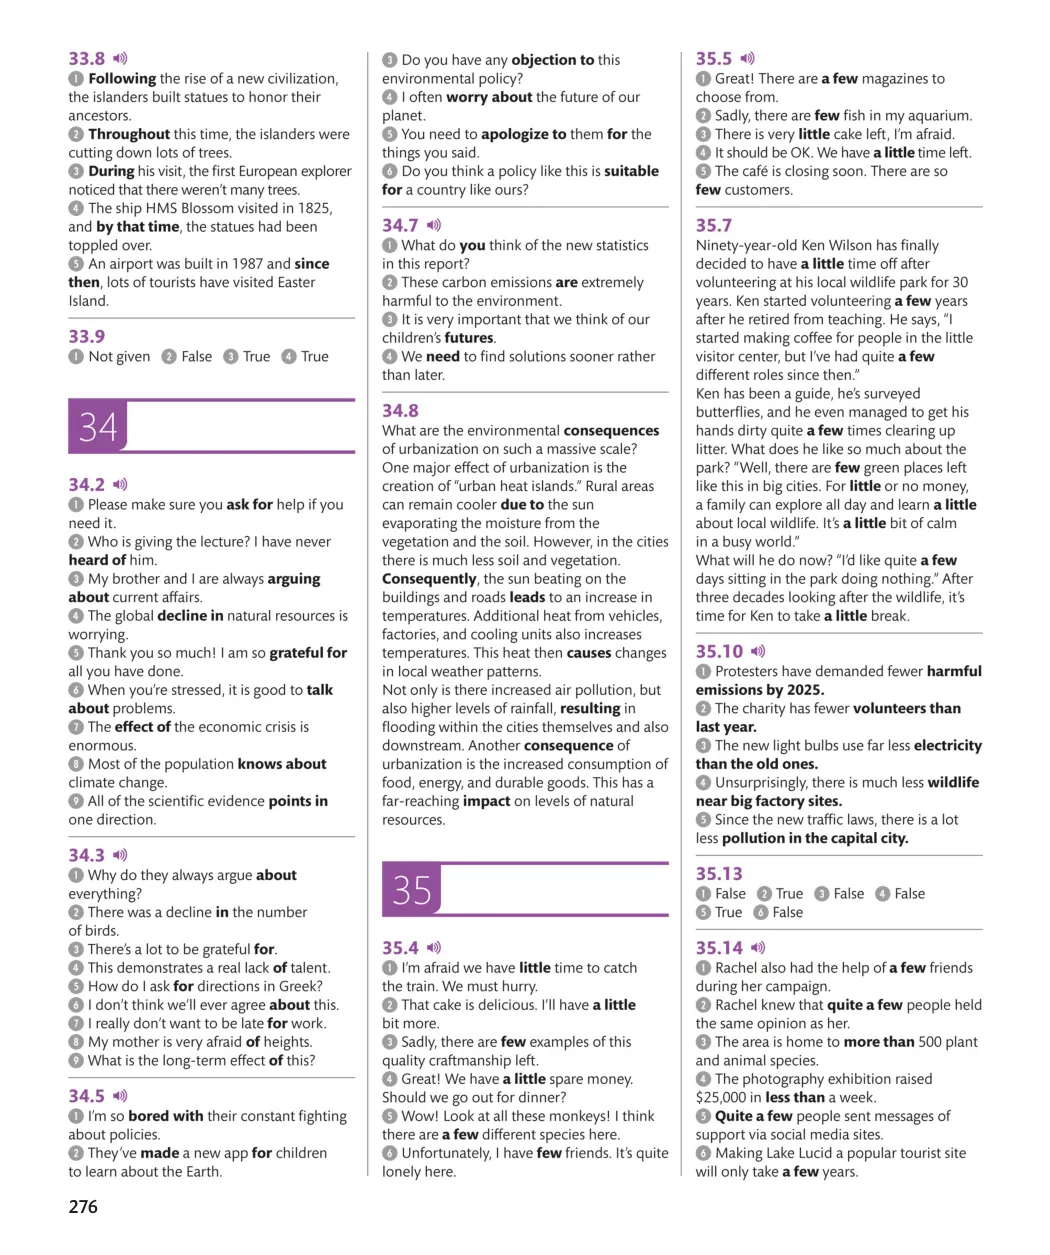 33.8
1 Following the rise of a new civilization,
the islanders built statues to honor their
ancestors.
2 Throughout this time, the islanders were
cutting down lots of trees.
3 During his visit, the first European explorer
noticed that there weren't many trees.
4 The ship HMS Blossom visited in 1825,
and by that time, the statues had been
toppled over.
5 An airport was built in 1987 and since
then, lots of tourists have visited Easter
Island.
33.9
1 Not given 2 False 3 True 4 True
34
34.2
1 Please make sure you ask for help if you
need it.
2 Who is giving the lecture? I have never
heard of him.
3 My brother and I are always arguing
about current affairs.
4 The global decline in natural resources is
worrying.
5 Thank you so much! I am so grateful for
all you have done.
6 When you're stressed, it is good to talk
about problems.
7 The effect of the economic crisis is
enormous.
8 Most of the population knows about
climate change.
9 All of the scientific evidence points in
one direction.
34.3
1 Why do they always argue about
everything?
2 There was a decline in the number
of birds.
3 There's a lot to be grateful for.
4 This demonstrates a real lack of talent.
5 How do I ask for directions in Greek?
6 I don't think we'll ever agree about this.
7 I really don't want to be late for work.
8 My mother is very afraid of heights.
9 What is the long-term effect of this?
34.5
1 I'm so bored with their constant fighting
about policies.
2 They've made a new app for children
to learn about the Earth.
3 Do you have any objection to this
environmental policy?
4 I often worry about the future of our
planet.
5 You need to apologize to them for the
things you said.
6 Do you think a policy like this is suitable
for a country like ours?
34.7
1 What do you think of the new statistics
in this report?
2 These carbon emissions are extremely
harmful to the environment.
3 It is very important that we think of our
children's futures.
4 We need to find solutions sooner rather
than later.
34.8
What are the environmental consequences
of urbanization on such a massive scale?
One major effect of urbanization is the
creation of "urban heat islands." Rural areas
can remain cooler due to the sun
evaporating the moisture from the
vegetation and the soil. However, in the cities
there is much less soil and vegetation.
Consequently, the sun beating on the
buildings and roads leads to an increase in
temperatures. Additional heat from vehicles,
factories, and cooling units also increases
temperatures. This heat then causes changes
in local weather patterns.
Not only is there increased air pollution, but
also higher levels of rainfall, resulting in
flooding within the cities themselves and also
downstream. Another consequence of
urbanization is the increased consumption of
food, energy, and durable goods. This has a
far-reaching impact on levels of natural
resources.
35
35.4
1 I'm afraid we have little time to catch
the train. We must hurry.
2 That cake is delicious. I'll have a little
bit more.
3 Sadly, there are few examples of this
quality craftmanship left.
4 Great! We have a little spare money.
Should we go out for dinner?
5 Wow! Look at all these monkeys! I think
there are a few different species here.
6 Unfortunately, I have few friends. It's quite
lonely here.
35.5
1 Great! There are a few magazines to
choose from.
2 Sadly, there are few fish in my aquarium.
3 There is very little cake left, I'm afraid.
4 It should be OK. We have a little time left.
5 The café is closing soon. There are so
few customers.
35.7
Ninety-year-old Ken Wilson has finally
decided to have a little time off after
volunteering at his local wildlife park for 30
years. Ken started volunteering a few years
after he retired from teaching. He says, "I
started making coffee for people in the little
visitor center, but I've had quite a few
different roles since then."
Ken has been a guide, he's surveyed
butterflies, and he even managed to get his
hands dirty quite a few times clearing up
litter. What does he like so much about the
park? "Well, there are few green places left
like this in big cities. For little or no money,
a family can explore all day and learn a little
about local wildlife. It's a little bit of calm
in a busy world."
What will he do now? "I'd like quite a few
days sitting in the park doing nothing." After
three decades looking after the wildlife, it's
time for Ken to take a little break.
35.10
1 Protesters have demanded fewer harmful
emissions by 2025.
2 The charity has fewer volunteers than
last year.
3 The new light bulbs use far less electricity
than the old ones.
4 Unsurprisingly, there is much less wildlife
near big factory sites.
5 Since the new traffic laws, there is a lot
less pollution in the capital city.
35.13
1 False 2 True 3 False 4 False
5 True 6 False
35.14
1 Rachel also had the help of a few friends
during her campaign.
2 Rachel knew that quite a few people held
the same opinion as her.
3 The area is home to more than 500 plant
and animal species.
4 The photography exhibition raised
$25,000 in less than a week.
5 Quite a few people sent messages of
support via social media sites.
6 Making Lake Lucid a popular tourist site
will only take a few years.
276